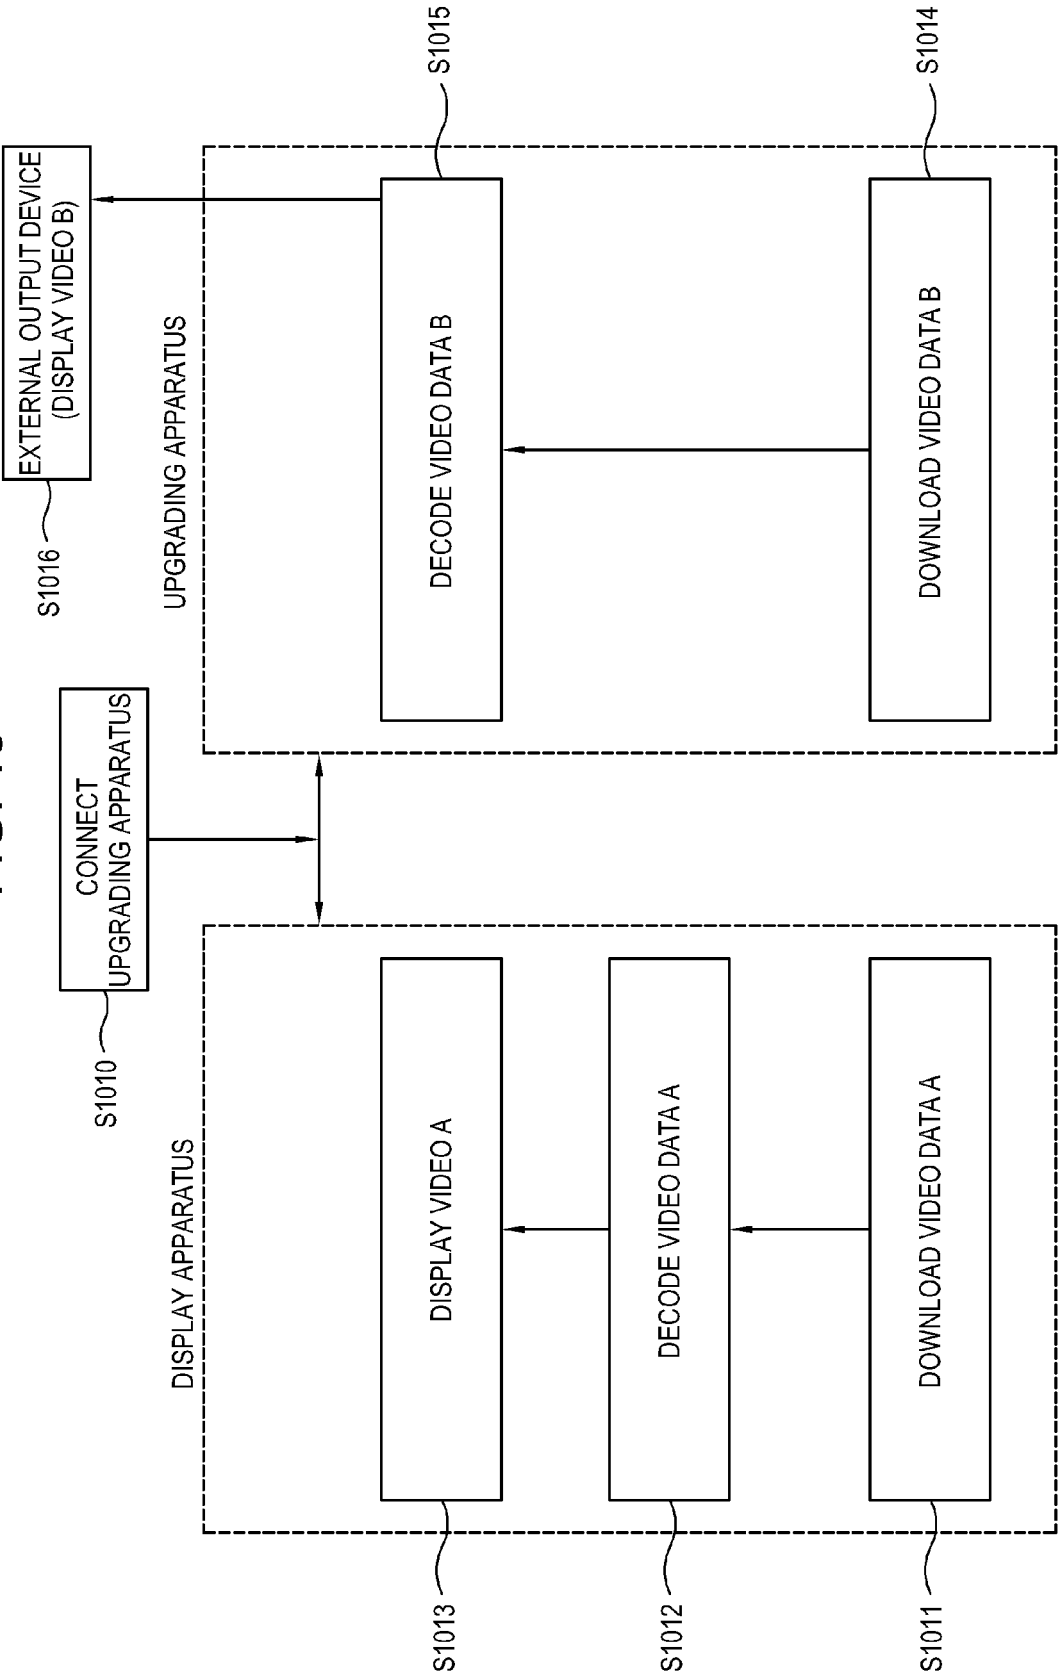 S1010
CONNECT
UPGRADING APPARATUS
S1016
EXTERNAL OUTPUT DEVICE
(DISPLAY VIDEO B)
DISPLAY APPARATUS
S1013
DISPLAY VIDEO A
S1012
DECODE VIDEO DATA A
S1011
DOWNLOAD VIDEO DATA A
UPGRADING APPARATUS
DECODE VIDEO DATA B
S1015
DOWNLOAD VIDEO DATA B
S1014